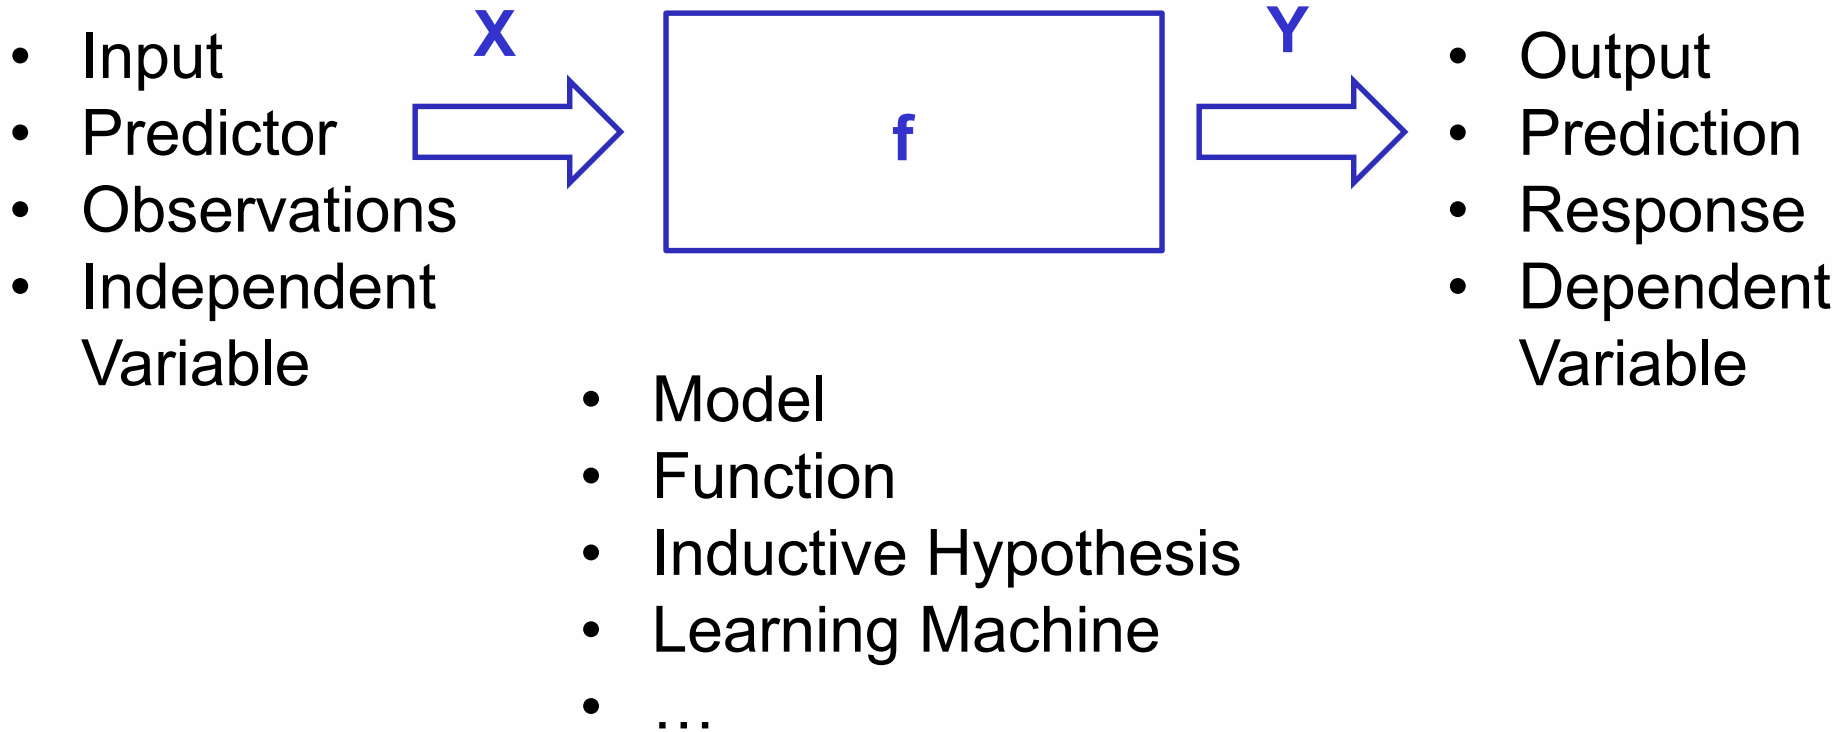 • Input
• Predictor
• Observations
• Independent
Variable
X
f
Y
• Output
• Prediction
• Response
• Dependent
Variable
• Model
• Function
• Inductive Hypothesis
• Learning Machine
• …